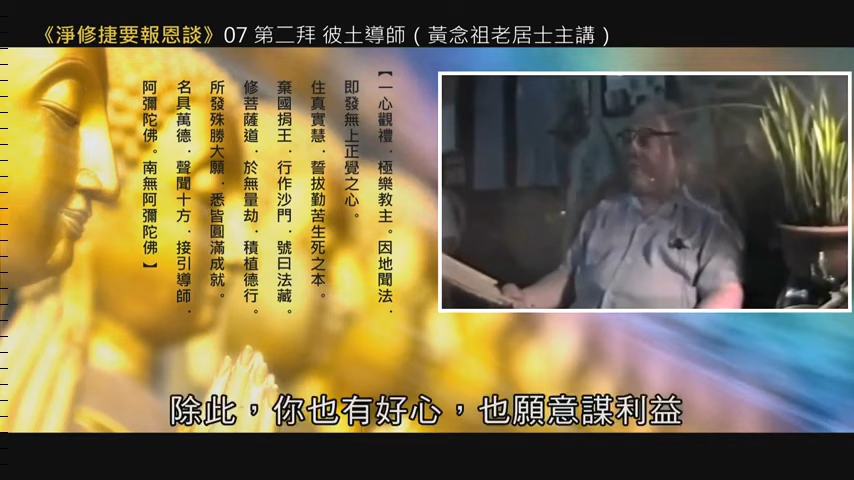 《淨修捷要報恩談》07 第二拜 彼土導師（黃念祖老居士主講）
【一心觀禮．極樂教主。因地聞法．
即發無上正覺之心。
住真實慧．誓拔勤苦生死之本。
棄國捐王．行作沙門．號曰法藏。
修菩薩道．於無量劫．積植德行。
所發殊勝大願．悉皆圓滿成就。
名具萬德．聲聞十方．接引導師．
阿彌陀佛。南無阿彌陀佛】
除此，你也有好心，也願意謀利益